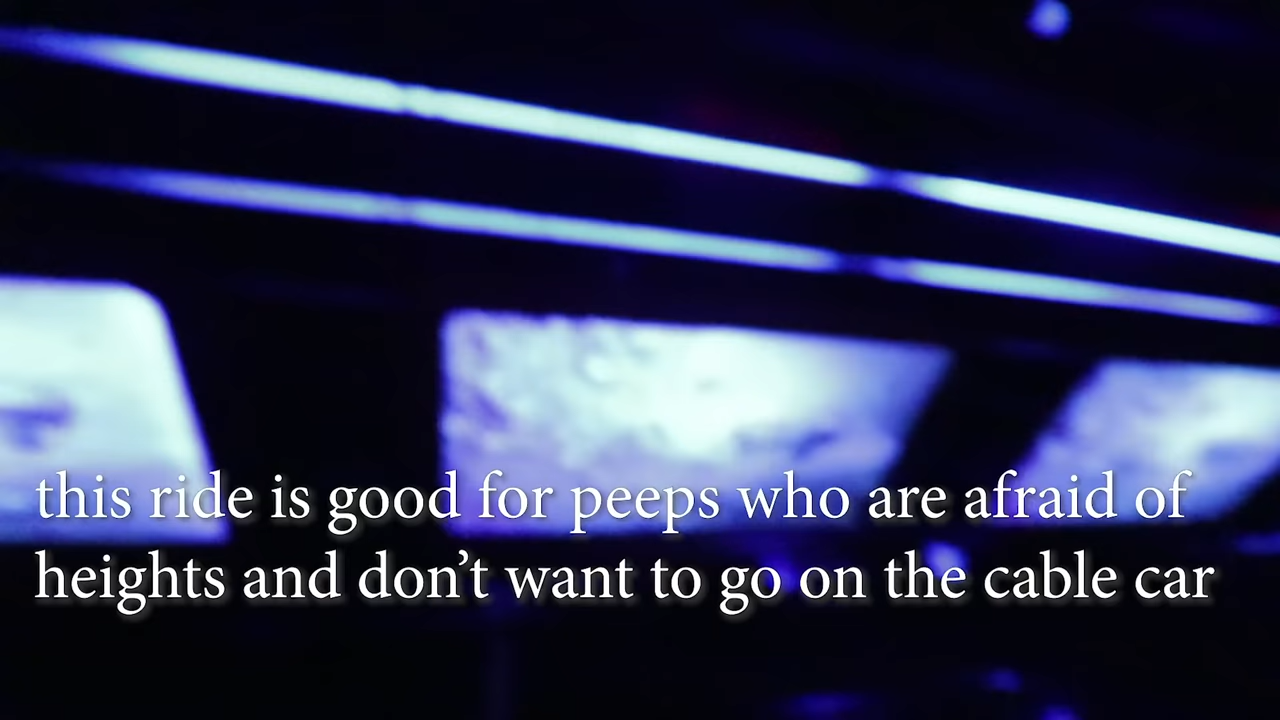 this ride is good for peeps who are afraid of
heights and don’t want to go on the cable car